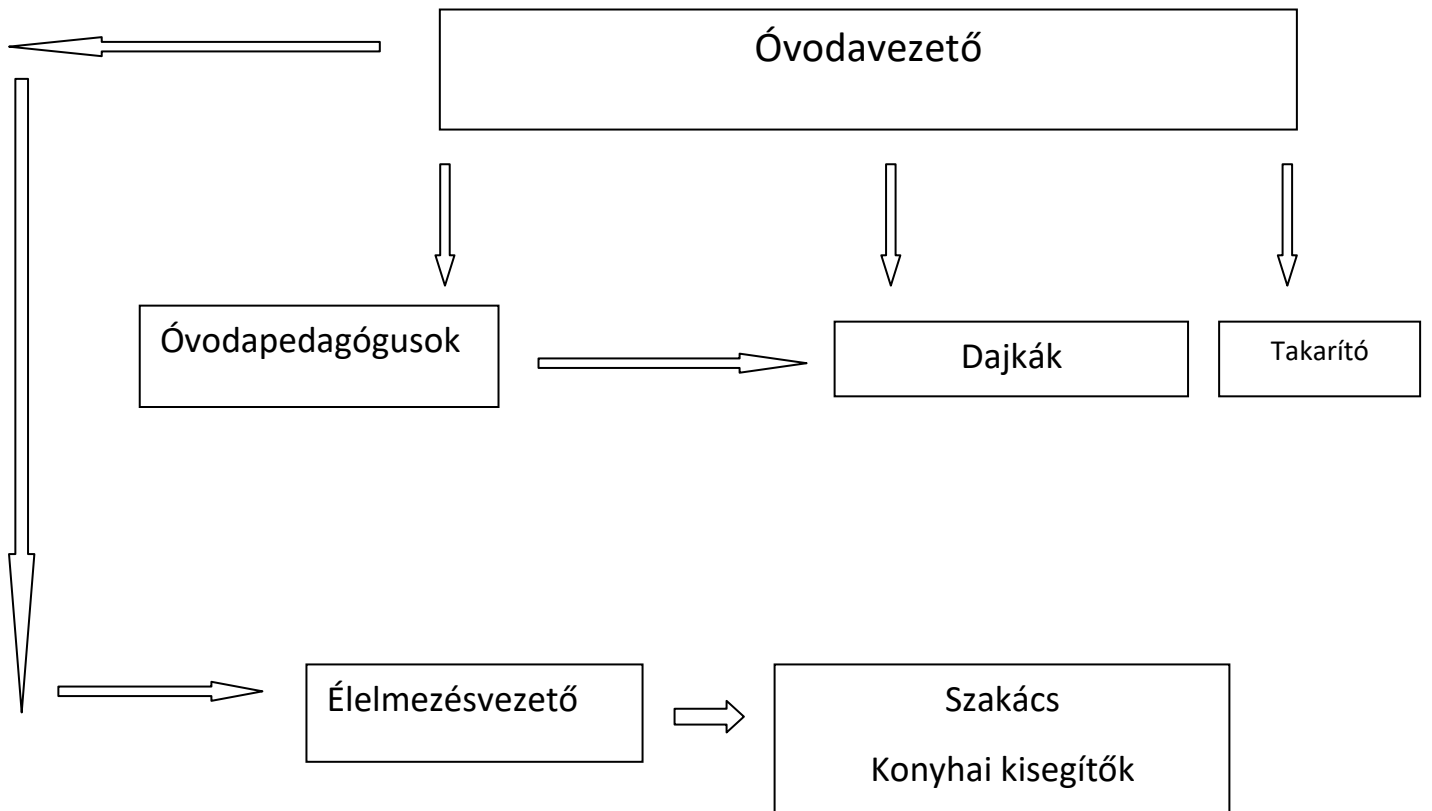 Óvodavezető
Óvodapedagógusok
Dajkák
Takarító
Élelmezésvezető
Szakács
Konyhai kisegítők